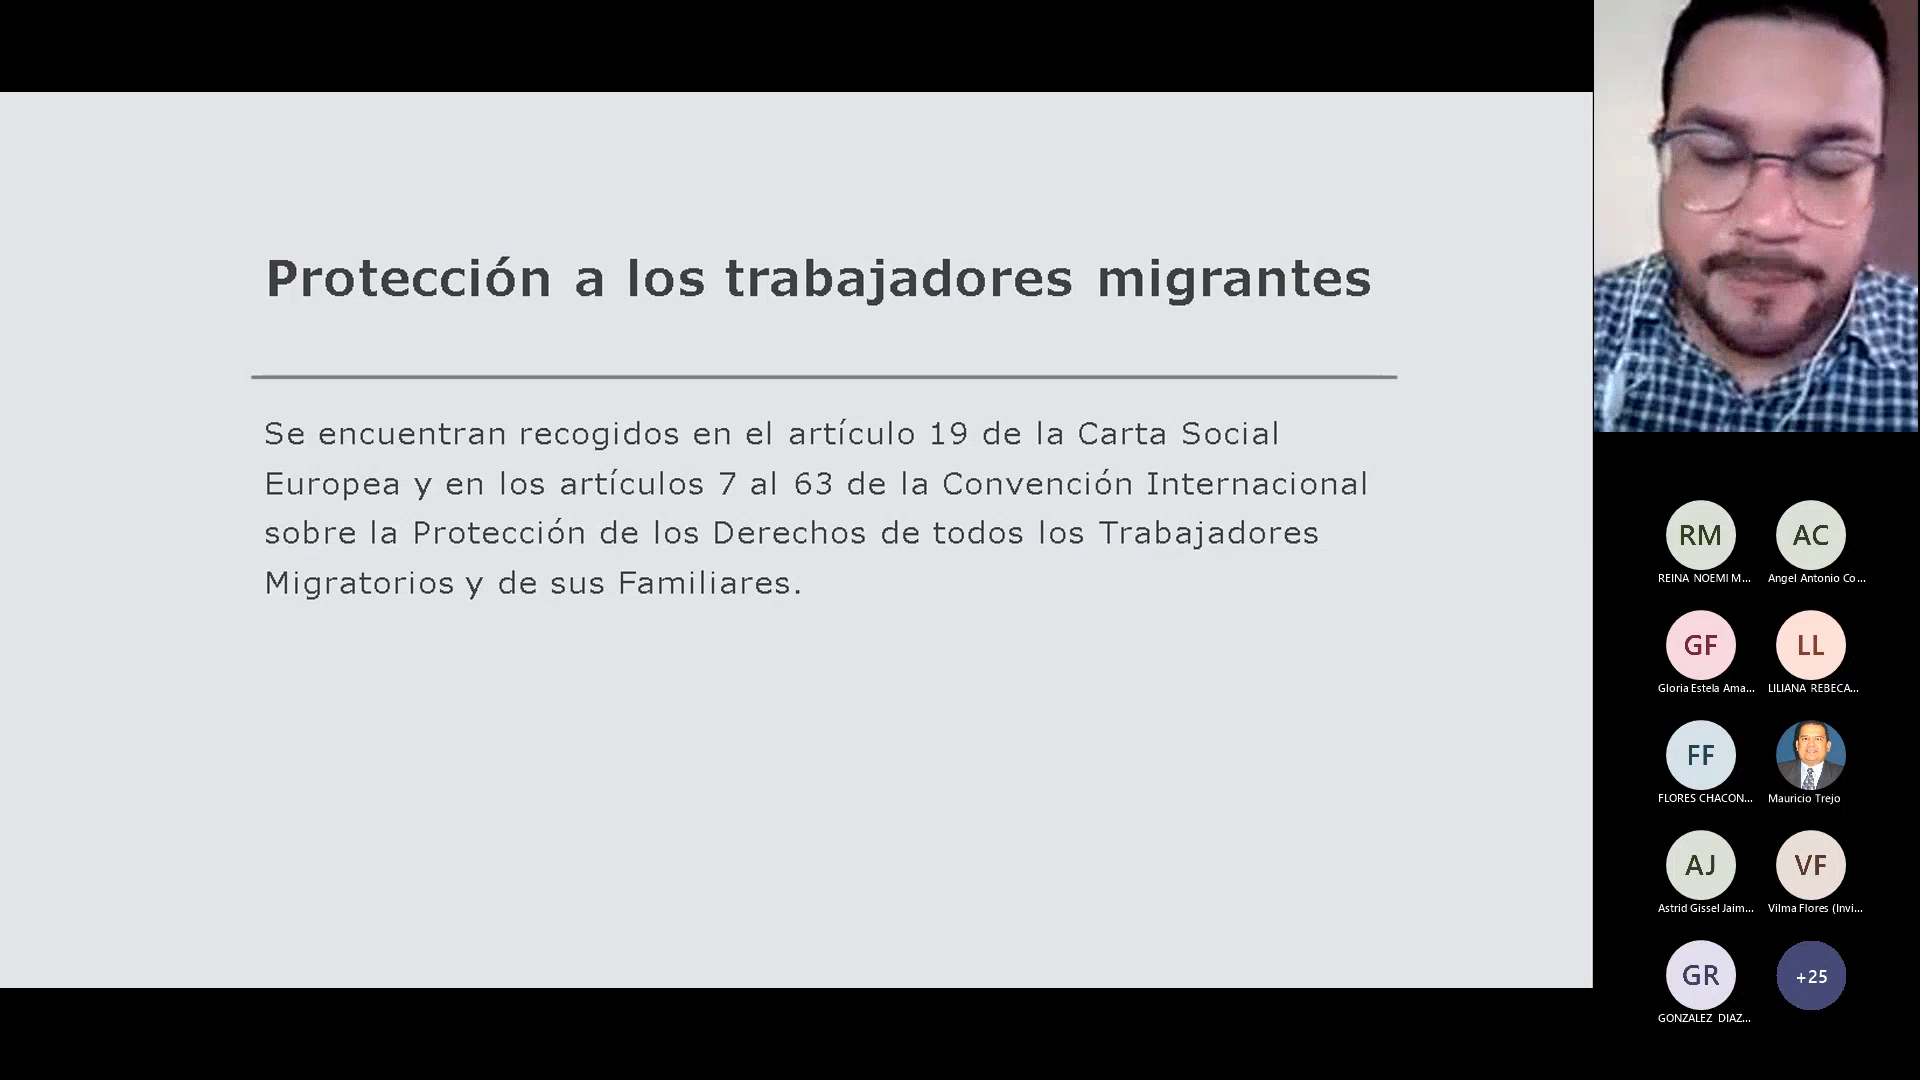 Protección a los trabajadores migrantes
Se encuentran recogidos en el artículo 19 de la Carta Social
Europea y en los artículos 7 al 63 de la Convención Internacional
sobre la Protección de los Derechos de todos los Trabajadores
Migratorios y de sus Familiares.
RM AC
REINA NOEMI M... Angel Antonio Co...
GF LL
Gloria Estela Ama... LILIANA REBECA...
FF
FLORES CHACON... Mauricio Trejo
AJ VF
Astrid Gissel Jaim... Vilma Flores (Invi...
GR +25
GONZALEZ DIAZ...